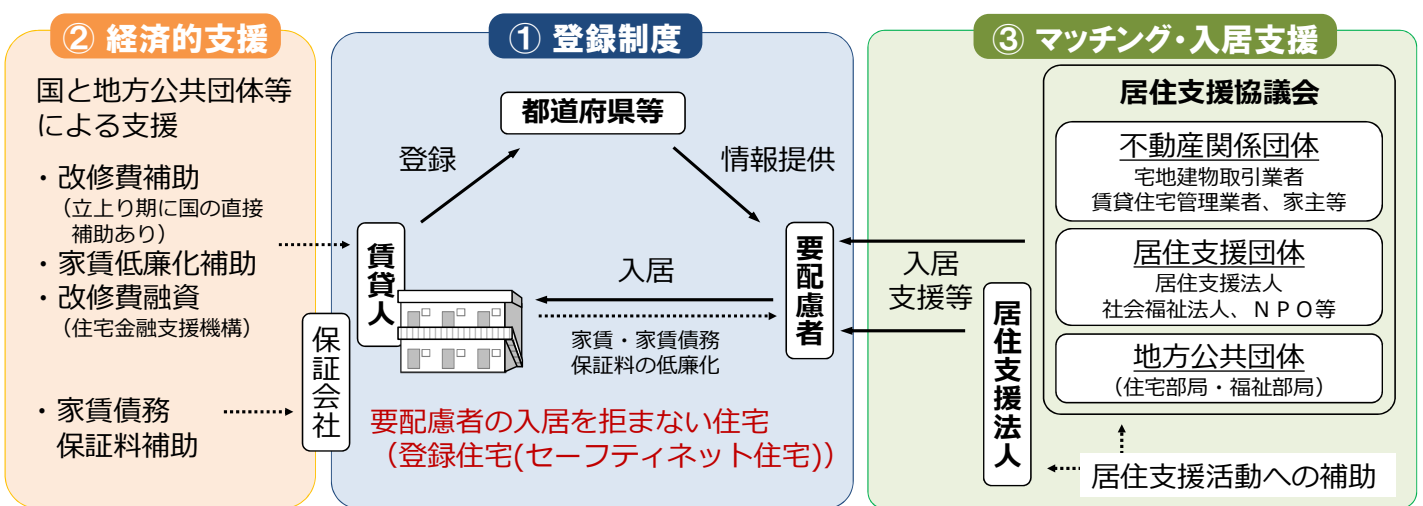 ② 経済的支援
国と地方公共団体等
による支援
・改修費補助
（立上り期に国の直接
補助あり）
・家賃低廉化補助
・改修費融資
（住宅金融支援機構）
・家賃債務
保証料補助
保証会社
① 登録制度
都道府県等
登録
情報提供
賃貸人
要配慮者
入居
家賃・家賃債務
保証料の低廉化
要配慮者の入居を拒まない住宅
（登録住宅(セーフティネット住宅)）
③ マッチング・入居支援
居住支援協議会
不動産関係団体
宅地建物取引業者
賃貸住宅管理業者、家主等
居住支援団体
居住支援法人
社会福祉法人、ＮＰＯ等
地方公共団体
（住宅部局・福祉部局）
入居
支援等
居住支援法人
居住支援活動への補助